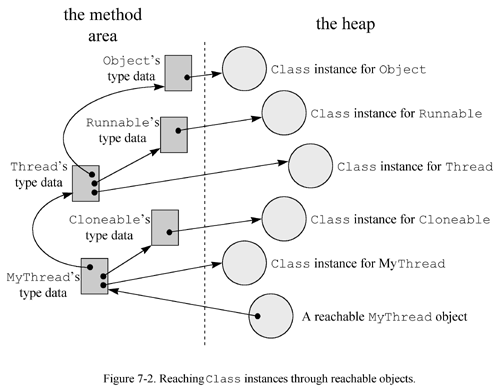 the method
area
the heap
Object's
type data
Class instance for Object
Runnable's
type data
Class instance for Runnable
Thread's
type data
Class instance for Thread
Cloneable's
type data
Class instance for Cloneable
MyThread's
type data
Class instance for MyThread
A reachable MyThread object
Figure 7-2. Reaching Class instances through reachable objects.